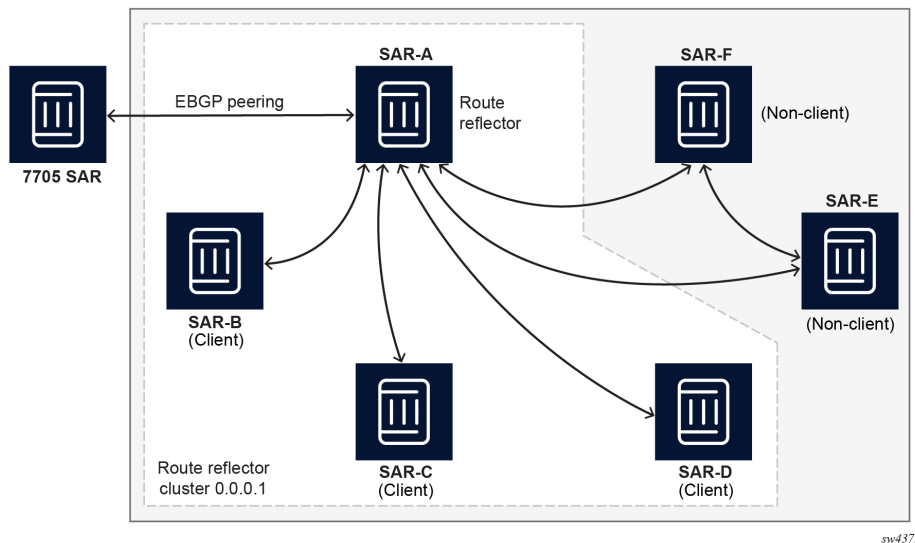 SAR-A
SAR-F
EBGP peering
Route
reflector
(Non-client)
7705 SAR
SAR-E
SAR-B
(Client)
(Non-client)
Route reflector
cluster 0.0.0.1
SAR-C
(Client)
SAR-D
(Client)